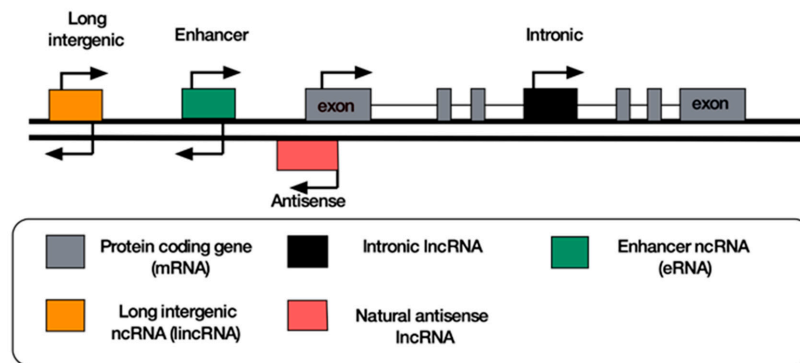 Long
intergenic
Enhancer
Intronic
exon
exon
Antisense
Protein coding gene
(mRNA)
Intronic lncRNA
Enhancer ncRNA
(eRNA)
Long intergenic
ncRNA (lincRNA)
Natural antisense
lncRNA